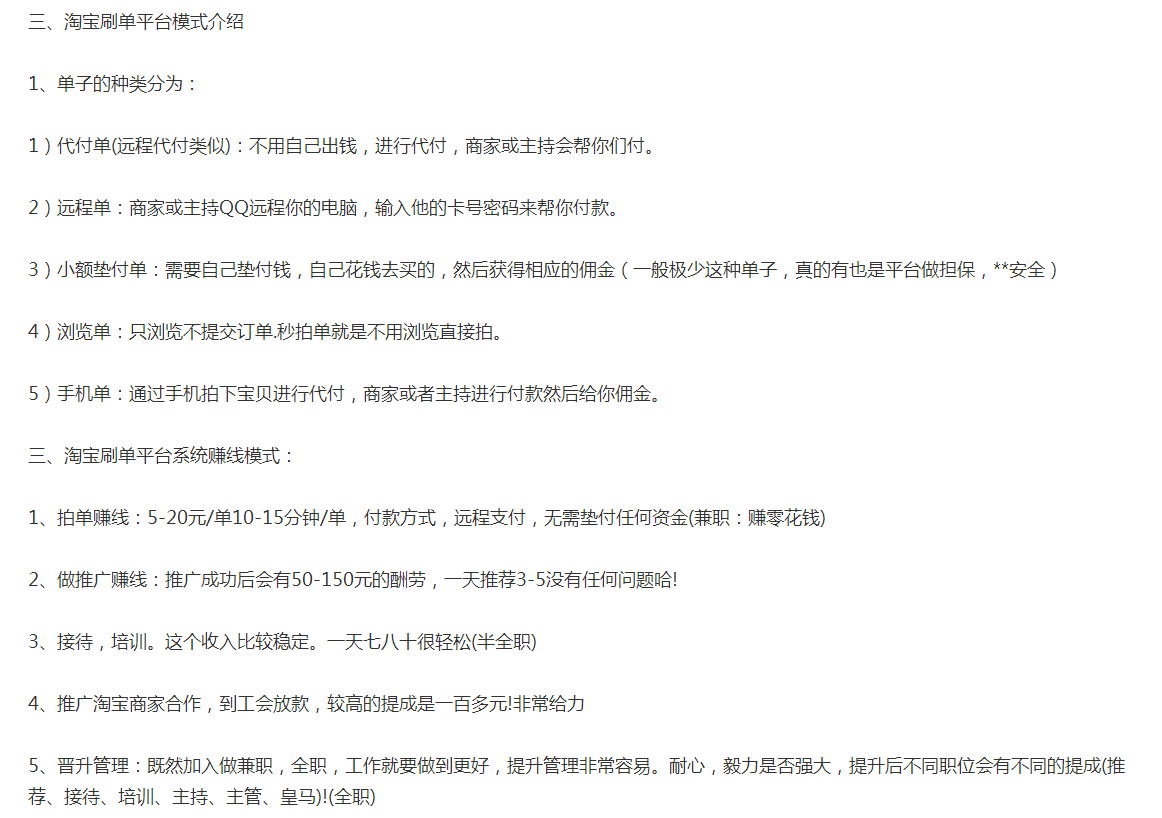 三、淘宝刷单平台模式介绍
1、单子的种类分为：
1）代付单(远程代付类似)：不用自己出钱，进行代付，商家或主持会帮你们付。
2）远程单：商家或主持QQ远程你的电脑，输入他的卡号密码来帮你付款。
3）小额垫付单：需要自己垫付钱，自己花钱去买的，然后获得相应的佣金（一般极少这种单子，真的有也是平台做担保，**安全）
4）浏览单：只浏览不提交订单.秒拍单就是不用浏览直接拍。
5）手机单：通过手机拍下宝贝进行代付，商家或者主持进行付款然后给你佣金。
三、淘宝刷单平台系统赚线模式：
1、拍单赚线：5-20元/单10-15分钟/单，付款方式，远程支付，无需垫付任何资金(兼职：赚零花钱)
2、做推广赚线：推广成功后会有50-150元的酬劳，一天推荐3-5没有任何问题哈!
3、接待，培训。这个收入比较稳定。一天七八十很轻松(半全职)
4、推广淘宝商家合作，到工会放款，较高的提成是一百多元!非常给力
5、晋升管理：既然加入做兼职，全职，工作就要做到更好，提升管理非常容易。耐心，毅力是否强大，提升后不同职位会有不同的提成(推
荐、接待、培训、主持、主管、皇马)!(全职)